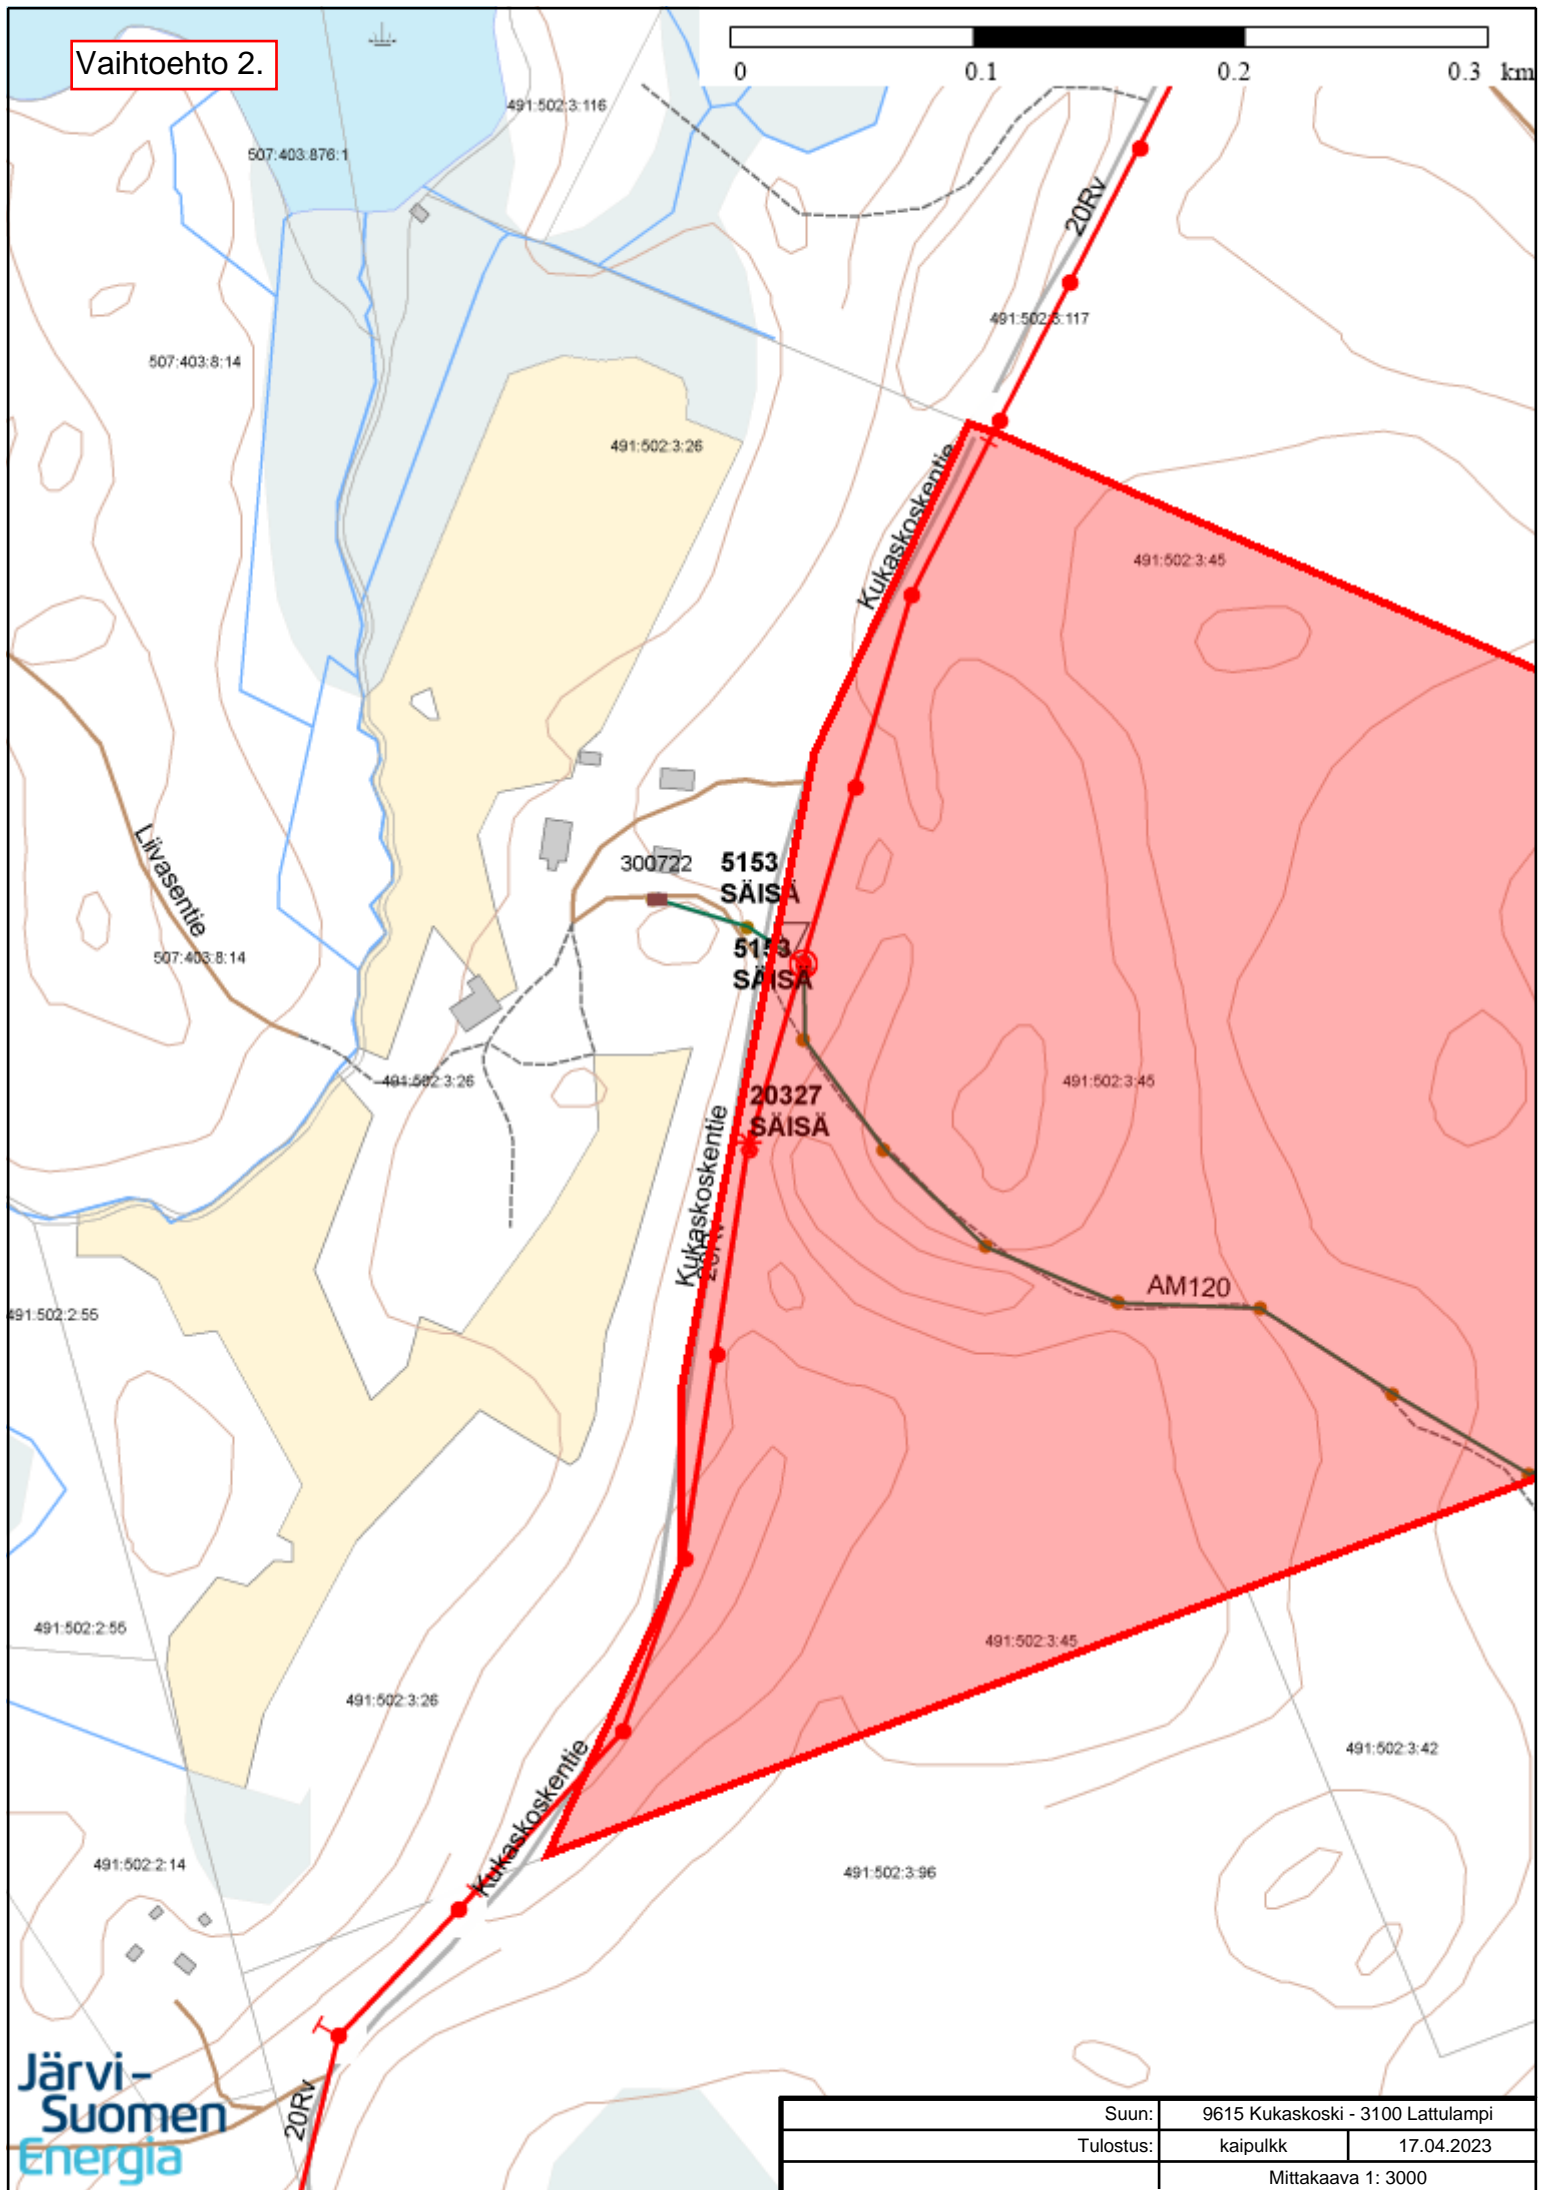 Vaihtoehto 2.
0 0.1 0.2 0.3 km
491:502:3:116
507:403:876:1
20Rv
491:502:3:117
507:403:8:14
491:502:3:26
Kukaskoskentie
491:502:3:45
Liivasentie
300722
5153
SÄISÄ
5153
SÄISÄ
507:403:8:14
491:502:3:26
491:502:3:45
20327
SÄISÄ
Kukaskoskentie
20Rv
AM120
491:502:2:55
491:502:2:55
491:502:3:45
491:502:3:26
491:502:3:42
Kukaskoskentie
491:502:2:14
491:502:3:96
20Rv
Järvi-
Suomen
Energia
Suun: 9615 Kukaskoski - 3100 Lattulampi
Tulostus: kaipulkk 17.04.2023
Mittakaava 1: 3000